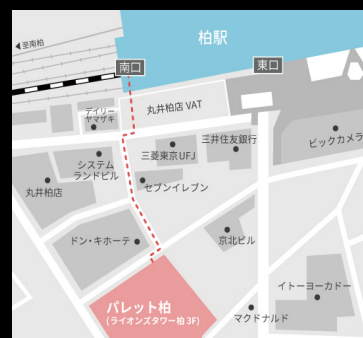 柏駅
◀至南柏
南口
東口
丸井柏店 VAT
デイリー
ヤマザキ
三井住友銀行
ビックカメラ
システム
ランドビル
三菱東京UFJ
丸井柏店
セブンイレブン
ドン・キホーテ
京北ビル
イトーヨーカドー
パレット柏
(ライオンズタワー柏 3F)
マクドナルド